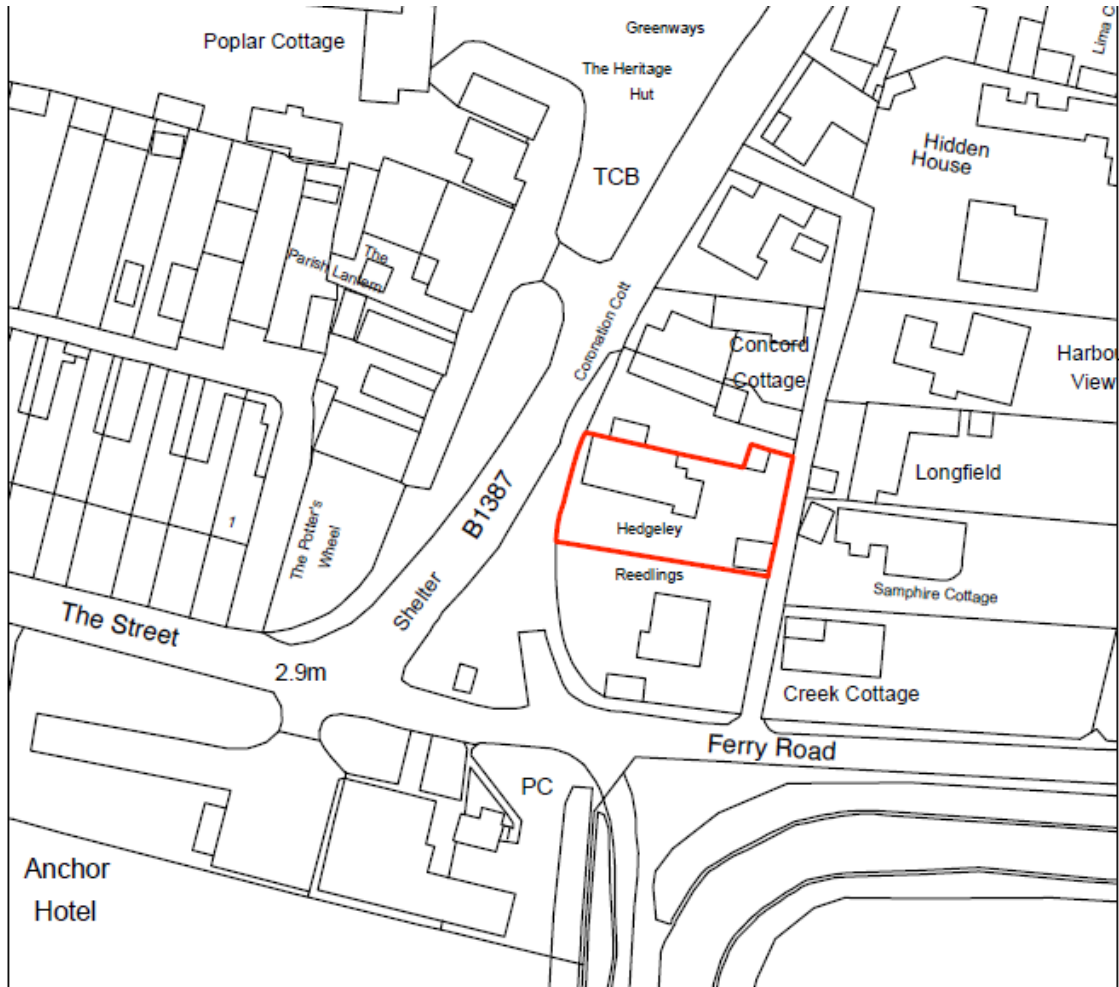 Greenways
Poplar Cottage
The Heritage
Hut
Hidden
House
TCB
The
Parish Lantern
Coronation Cott
Concord
Cottage
Longfield
B1387
Hedgeley
1
The Potter's
Wheel
Reedlings
Shelter
Samphire Cottage
The Street
2.9m
Creek Cottage
Ferry Road
PC
Anchor
Hotel